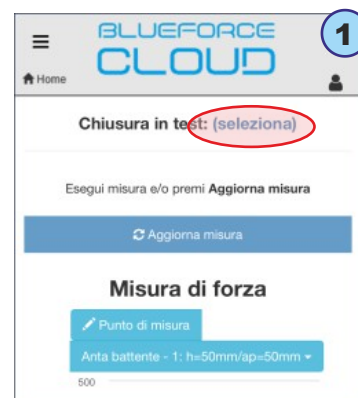 1
BLUEFORCE
CLOUD
Home
Chiusura in test: (seleziona)
Esegui misura e/o premi Aggiorna misura
Aggiorna misura
Misura di forza
Punto di misura
Anta battente - 1: h=50mm/ap=50mm
500